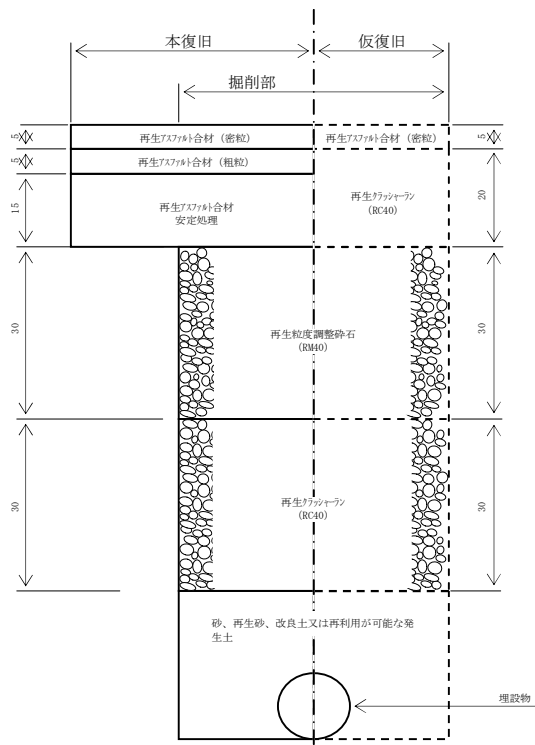 本復旧
仮復旧
掘削部
5
再生ｱｽﾌｧﾙﾄ合材（密粒）
再生ｱｽﾌｧﾙﾄ合材（密粒）
5
5
再生ｱｽﾌｧﾙﾄ合材（粗粒）
15
再生ｱｽﾌｧﾙﾄ合材
安定処理
再生ｸﾗｯｼｬｰﾗﾝ
(RC40)
20
30
再生粒度調整砕石
(RM40)
30
30
再生ｸﾗｯｼｬｰﾗﾝ
(RC40)
30
砂、再生砂、改良土又は再利用が可能な発
生土
埋設物